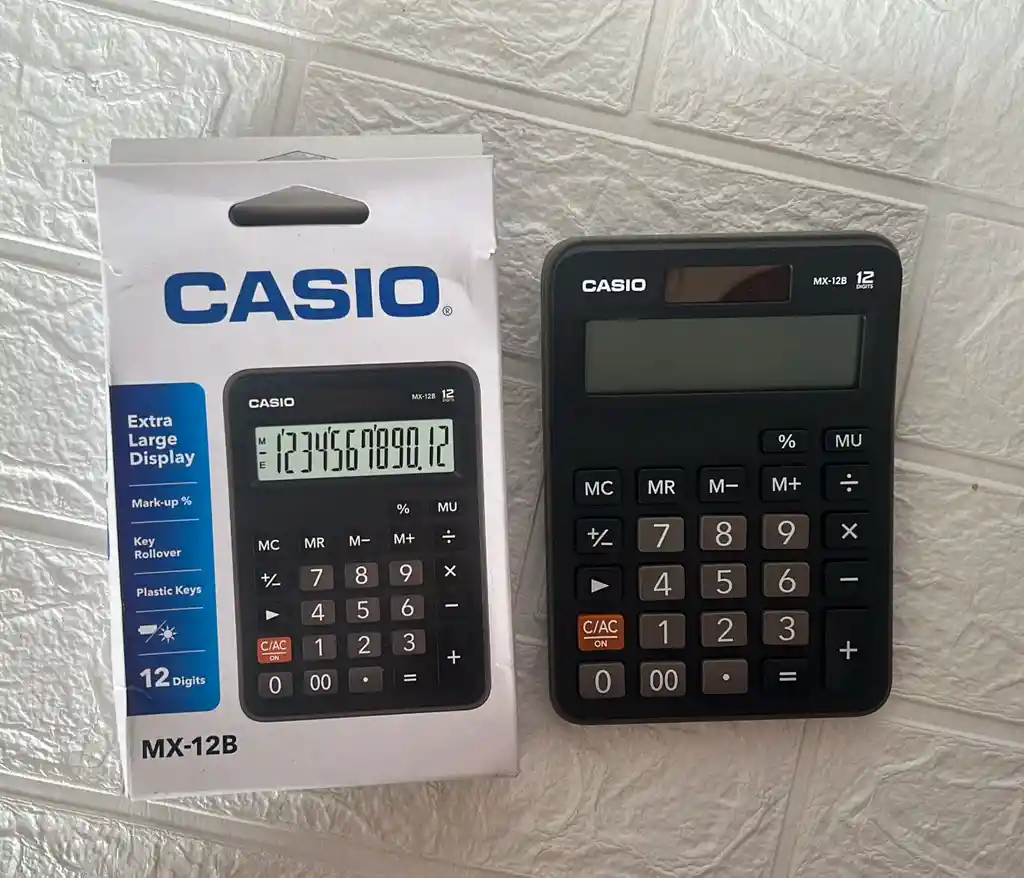 CASIO®
Extra
Large
Display
Mark-up %
Key
Rollover
Plastic Keys
12 Digits
MX-12B
CASIO MX-12B 12
DIGITS
M
E
123456789012
% MU
MC MR M− M+ ÷
+/− 7 8 9 ×
▶ 4 5 6 −
C/AC 1 2 3
ON
0 00 · = +
CASIO MX-12B 12
DIGITS
% MU
MC MR M− M+ ÷
+/− 7 8 9 ×
▶ 4 5 6 −
C/AC 1 2 3
ON
0 00 · = +